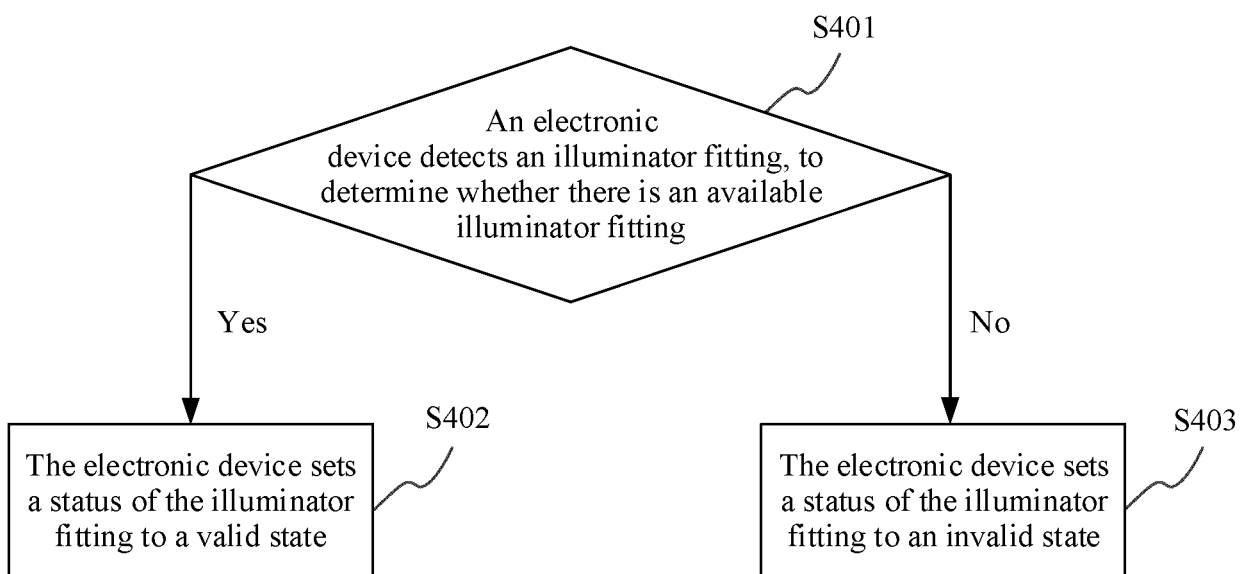 S401
An electronic
device detects an illuminator fitting, to
determine whether there is an available
illuminator fitting
Yes
No
S402
The electronic device sets
a status of the illuminator
fitting to a valid state
S403
The electronic device sets
a status of the illuminator
fitting to an invalid state